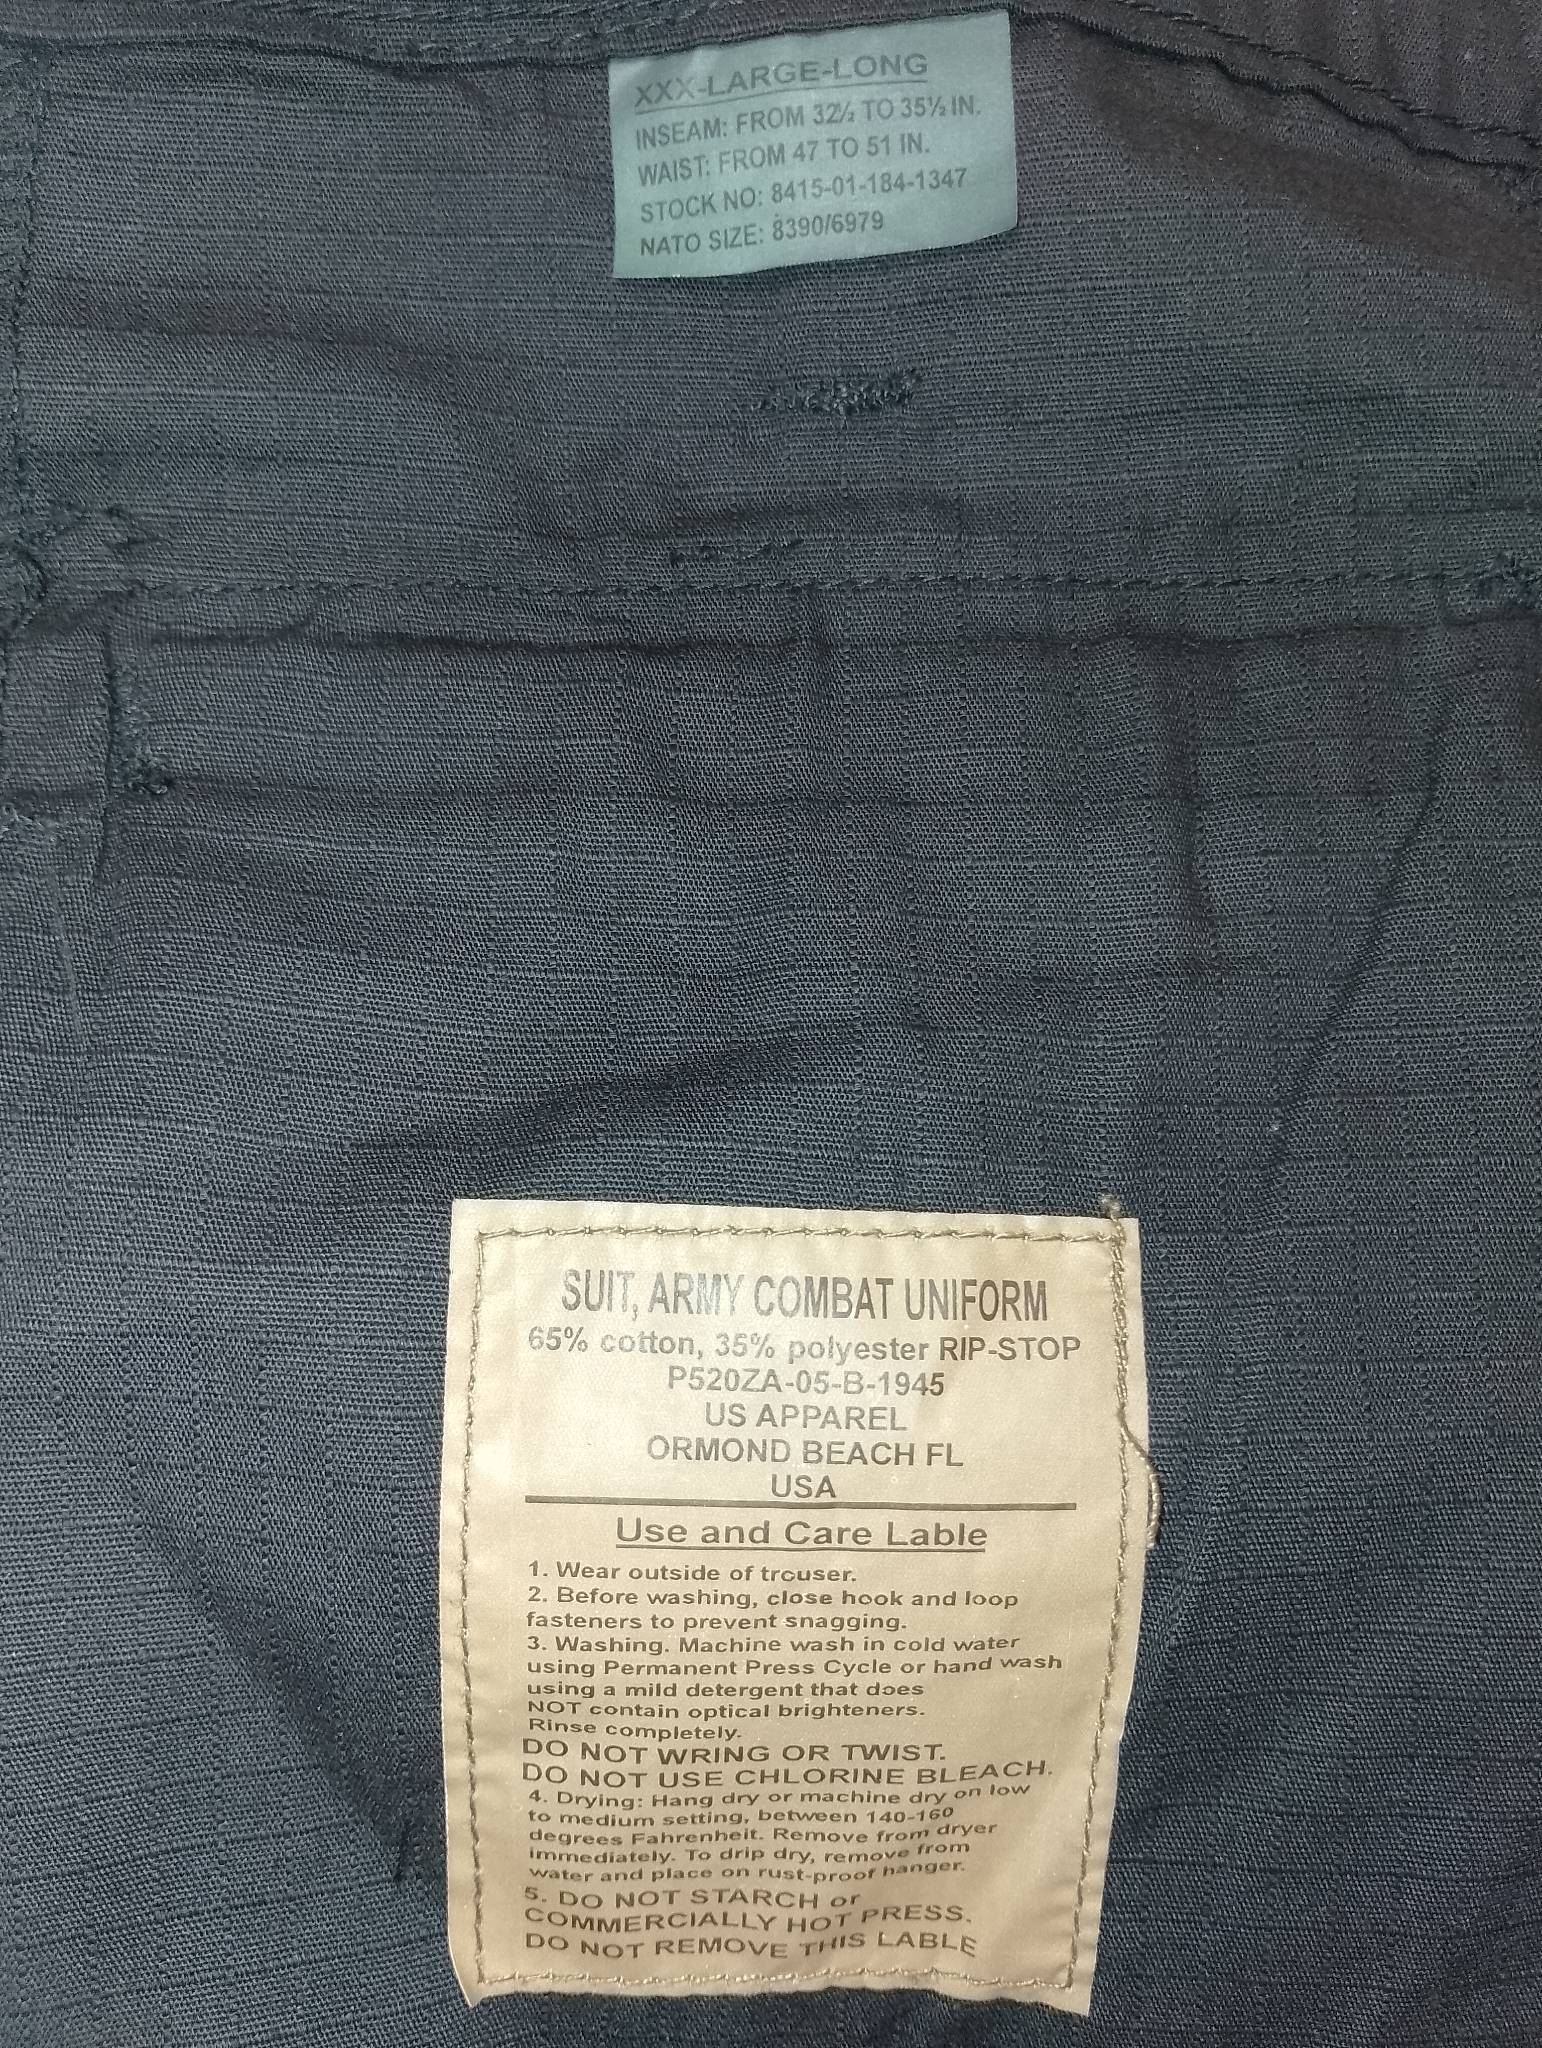 XXX-LARGE-LONG
INSEAM: FROM 32½ TO 35½ IN.
WAIST: FROM 47 TO 51 IN.
STOCK NO: 8415-01-184-1347
NATO SIZE: 8390/6979
SUIT, ARMY COMBAT UNIFORM
65% cotton, 35% polyester RIP-STOP
P520ZA-05-B-1945
US APPAREL
ORMOND BEACH FL
USA
Use and Care Lable
1. Wear outside of trouser.
2. Before washing, close hook and loop
fasteners to prevent snagging.
3. Washing. Machine wash in cold water
using Permanent Press Cycle or hand wash
using a mild detergent that does
NOT contain optical brighteners.
Rinse completely.
DO NOT WRING OR TWIST.
DO NOT USE CHLORINE BLEACH.
4. Drying: Hang dry or machine dry on low
to medium setting, between 140-160
degrees Fahrenheit. Remove from dryer
immediately. To drip dry, remove from
water and place on rust-proof hanger.
5. DO NOT STARCH or
COMMERCIALLY HOT PRESS.
DO NOT REMOVE THIS LABLE